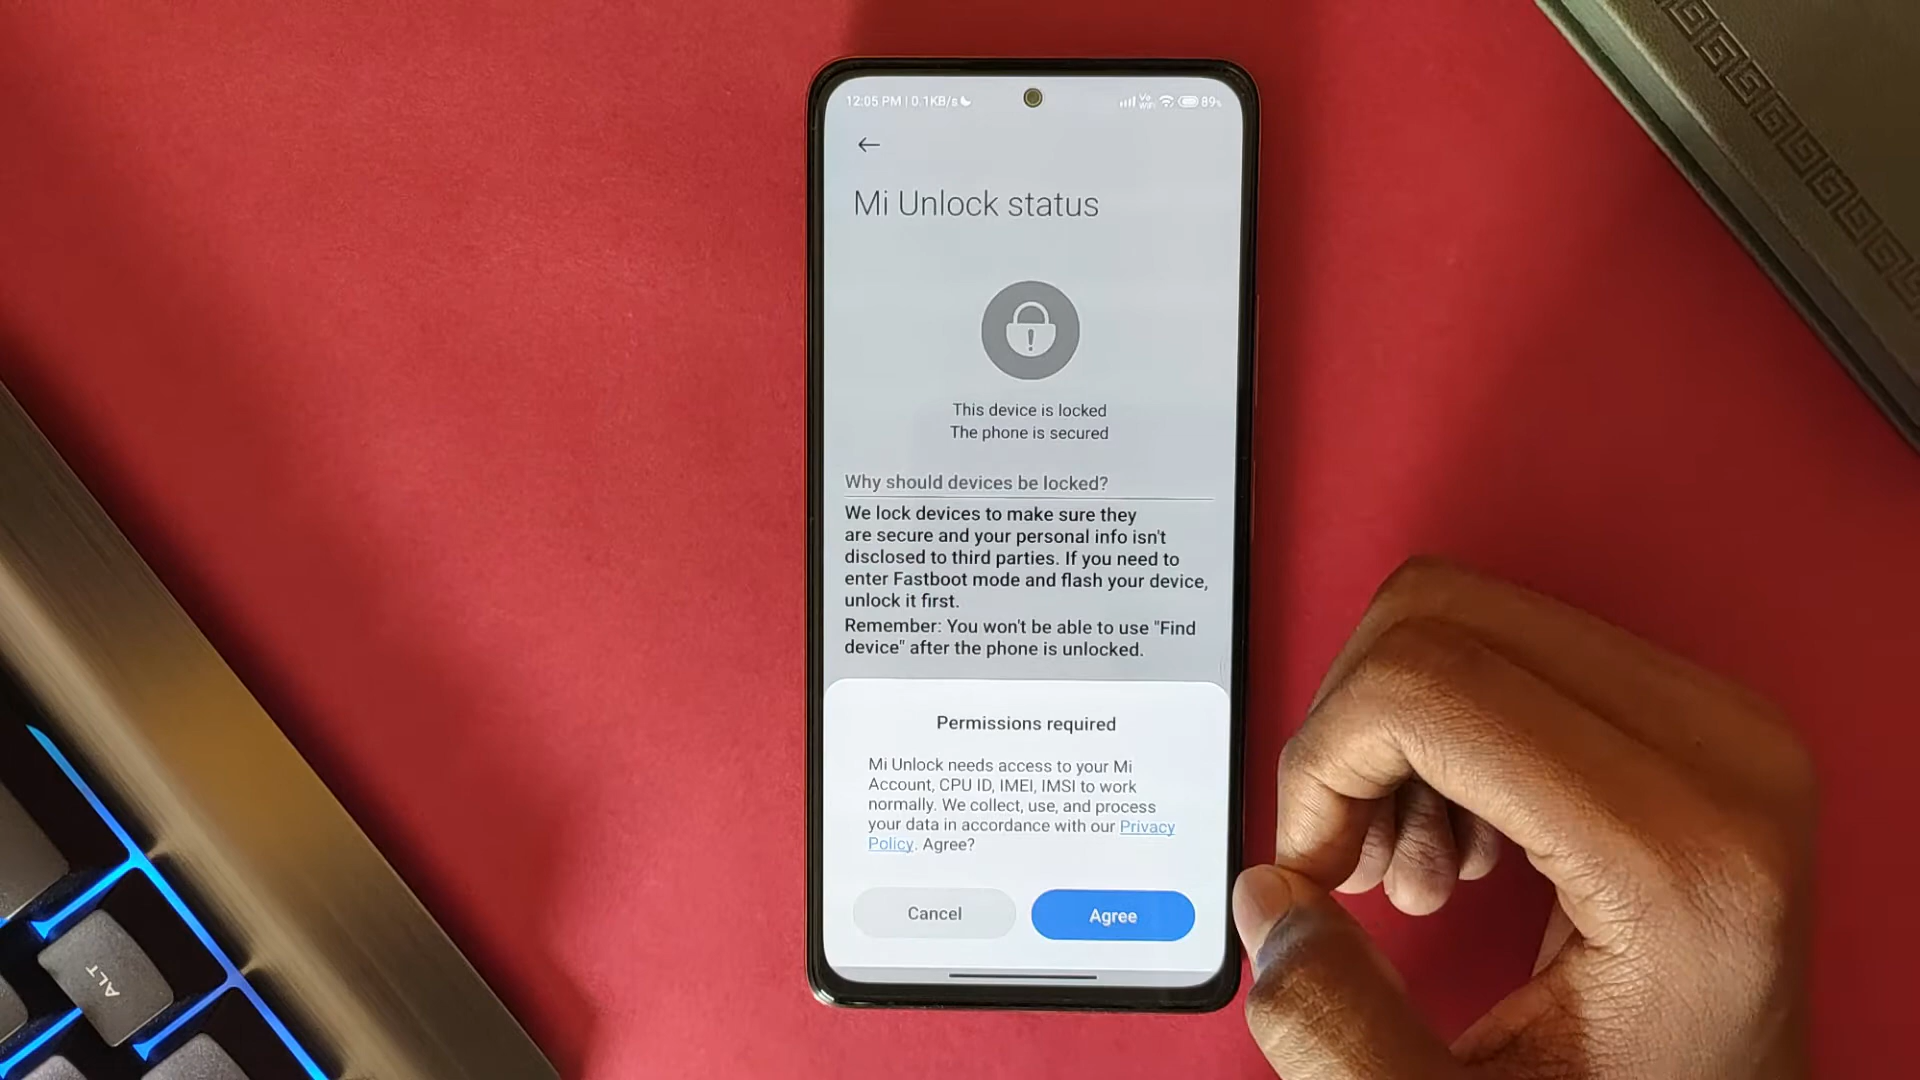 12:05 PM | 0.1KB/s
Vo
WiFi
89%
Mi Unlock status
This device is locked
The phone is secured
Why should devices be locked?
We lock devices to make sure they
are secure and your personal info isn't
disclosed to third parties. If you need to
enter Fastboot mode and flash your device,
unlock it first.
Remember: You won't be able to use "Find
device" after the phone is unlocked.
Permissions required
Mi Unlock needs access to your Mi
Account, CPU ID, IMEI, IMSI to work
normally. We collect, use, and process
your data in accordance with our Privacy
Policy. Agree?
Cancel
Agree
ALT